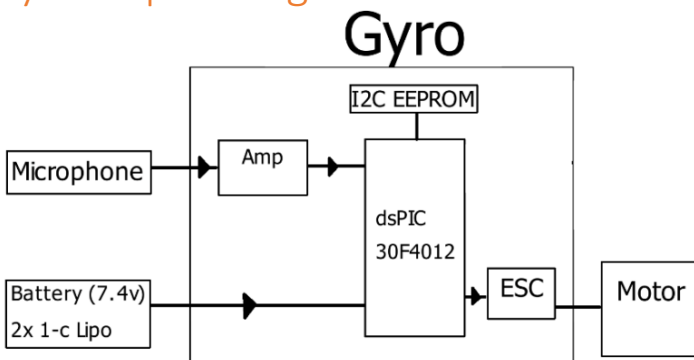 Gyro
I2C EEPROM
Amp
Microphone
dsPIC
30F4012
Battery (7.4v)
2x 1-c Lipo
ESC
Motor